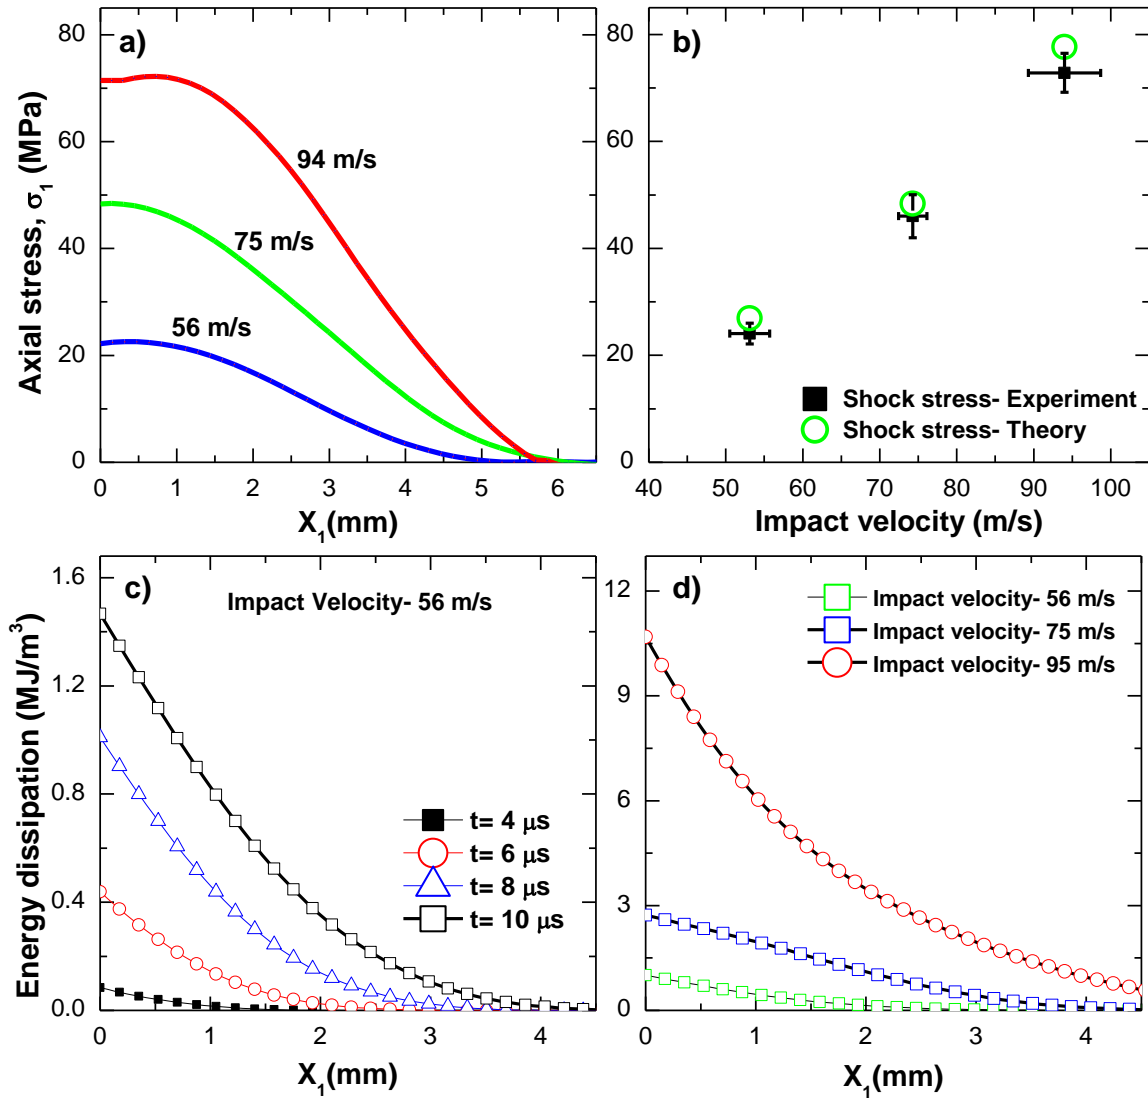 a)
Axial stress, σ1 (MPa)
80
60
40
20
0
94 m/s
75 m/s
56 m/s
0 1 2 3 4 5 6
X1(mm)
b)
80
60
40
20
0
Shock stress- Experiment
Shock stress- Theory
40 50 60 70 80 90 100
Impact velocity (m/s)
c)
Impact Velocity- 56 m/s
Energy dissipation (MJ/m³)
1.6
1.2
0.8
0.4
0.0
t= 4 μs
t= 6 μs
t= 8 μs
t= 10 μs
0 1 2 3 4
X1(mm)
d)
12
9
6
3
0
Impact velocity- 56 m/s
Impact velocity- 75 m/s
Impact velocity- 95 m/s
0 1 2 3 4
X1(mm)